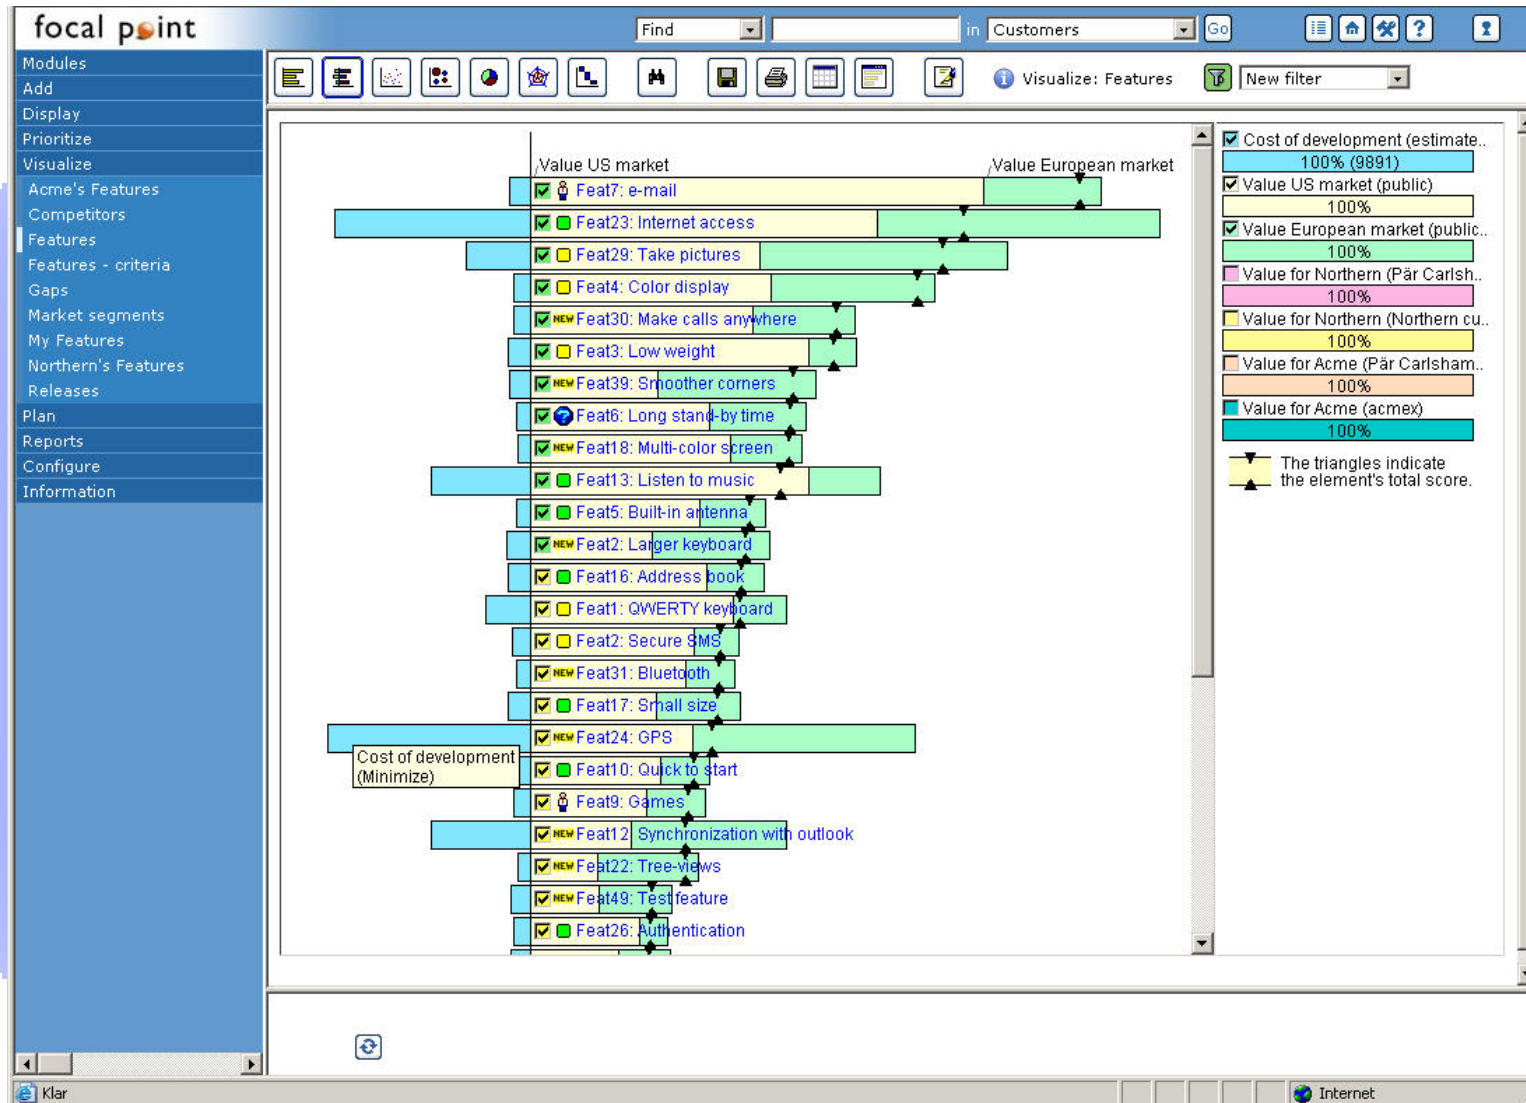 focal point
Find
in
Customers
Go
Modules
Add
Display
Prioritize
Visualize
Acme's Features
Competitors
Features
Features - criteria
Gaps
Market segments
My Features
Northern's Features
Releases
Plan
Reports
Configure
Information
Visualize: Features
New filter
Value US market
Value European market
Feat7: e-mail
Feat23: Internet access
Feat29: Take pictures
Feat4: Color display
NEW Feat30: Make calls anywhere
Feat3: Low weight
NEW Feat39: Smoother corners
? Feat6: Long stand-by time
NEW Feat18: Multi-color screen
Feat13: Listen to music
Feat5: Built-in antenna
NEW Feat2: Larger keyboard
Feat16: Address book
Feat1: QWERTY keyboard
Feat2: Secure SMS
NEW Feat31: Bluetooth
Feat17: Small size
NEW Feat24: GPS
Cost of development
(Minimize)
Feat10: Quick to start
Feat9: Games
NEW Feat12 Synchronization with outlook
NEW Feat22: Tree-views
NEW Feat49: Test feature
Feat26: Authentication
Cost of development (estimate..
100% (9891)
Value US market (public)
100%
Value European market (public..
100%
Value for Northern (Pär Carlsh..
100%
Value for Northern (Northern cu..
100%
Value for Acme (Pär Carlsham..
100%
Value for Acme (acmex)
100%
The triangles indicate
the element's total score.
Klar
Internet